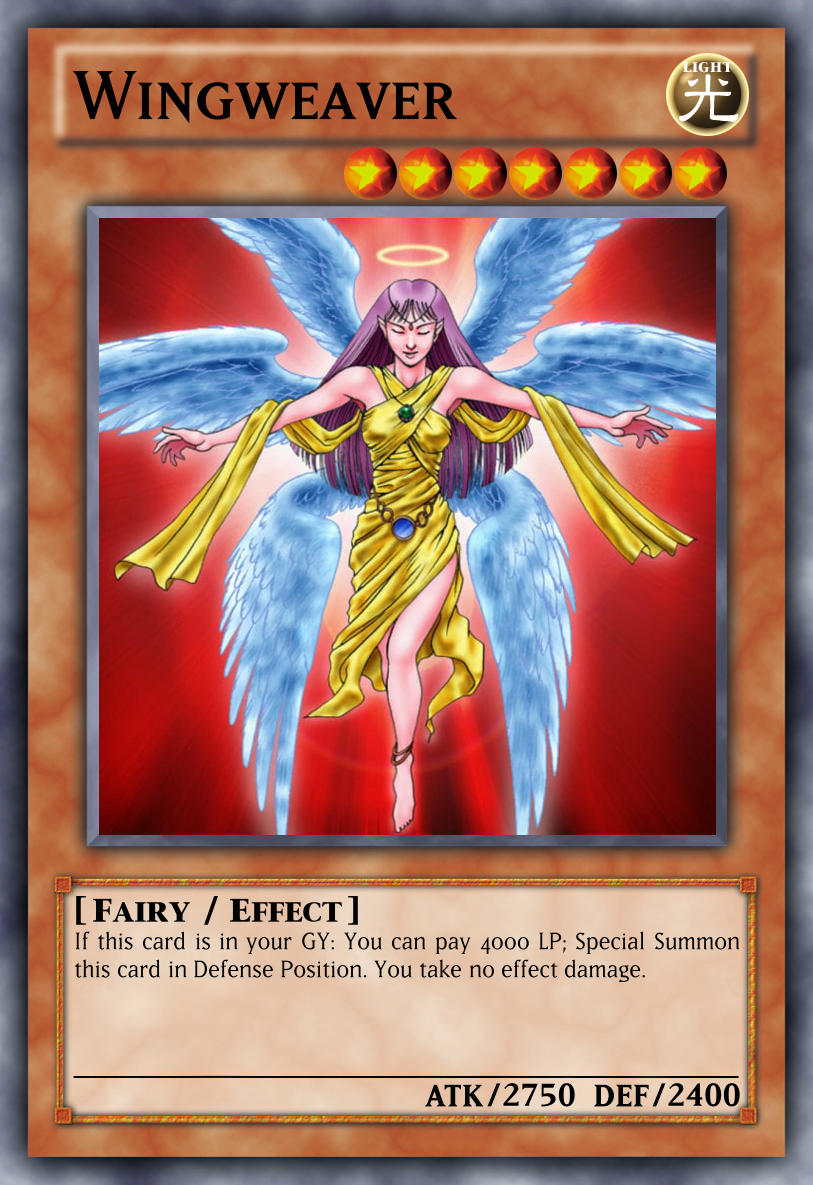 Wingweaver
LIGHT
光
[ Fairy / Effect ]
If this card is in your GY: You can pay 4000 LP; Special Summon
this card in Defense Position. You take no effect damage.
ATK/2750 DEF/2400